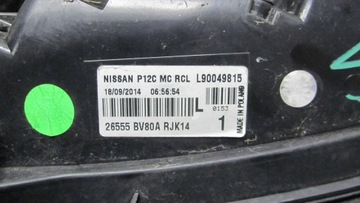 NISSAN P12C MC RCL L90049815
18/09/2014 06:56:54
L
0153
26555 BV80A RJK14
1
MADE IN POLAND